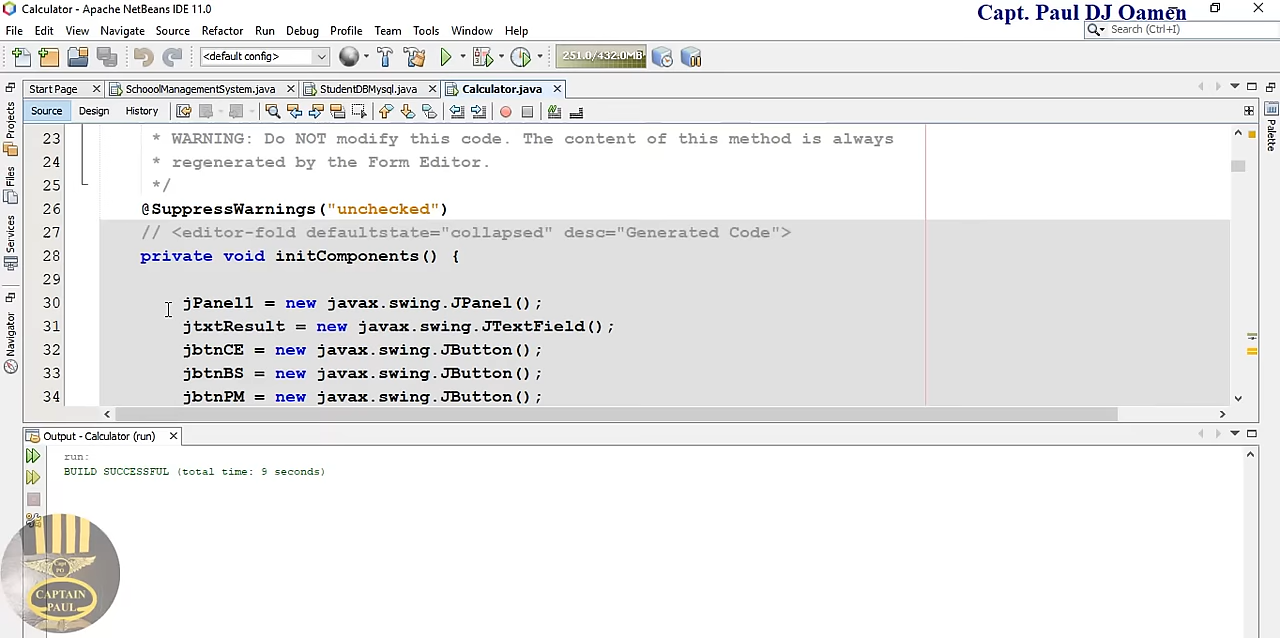 Calculator - Apache NetBeans IDE 11.0
Capt. Paul DJ Oamen
File Edit View Navigate Source Refactor Run Debug Profile Team Tools Window Help
Search (Ctrl+I)
<default config>
251.0/432.0MB
Start Page
SchoolManagementSystem.java
StudentDBMysql.java
Calculator.java
Source Design History
Projects
Files
Services
Navigator
Palette
23 * WARNING: Do NOT modify this code. The content of this method is always
24 * regenerated by the Form Editor.
25 */
26 @SuppressWarnings("unchecked")
27 // <editor-fold defaultstate="collapsed" desc="Generated Code">
28 private void initComponents() {
29
30 jPanel1 = new javax.swing.JPanel();
31 jtxtResult = new javax.swing.JTextField();
32 jbtnCE = new javax.swing.JButton();
33 jbtnBS = new javax.swing.JButton();
34 jbtnPM = new javax.swing.JButton();
Output - Calculator (run)
run:
BUILD SUCCESSFUL (total time: 9 seconds)
CAPTAIN
PAUL